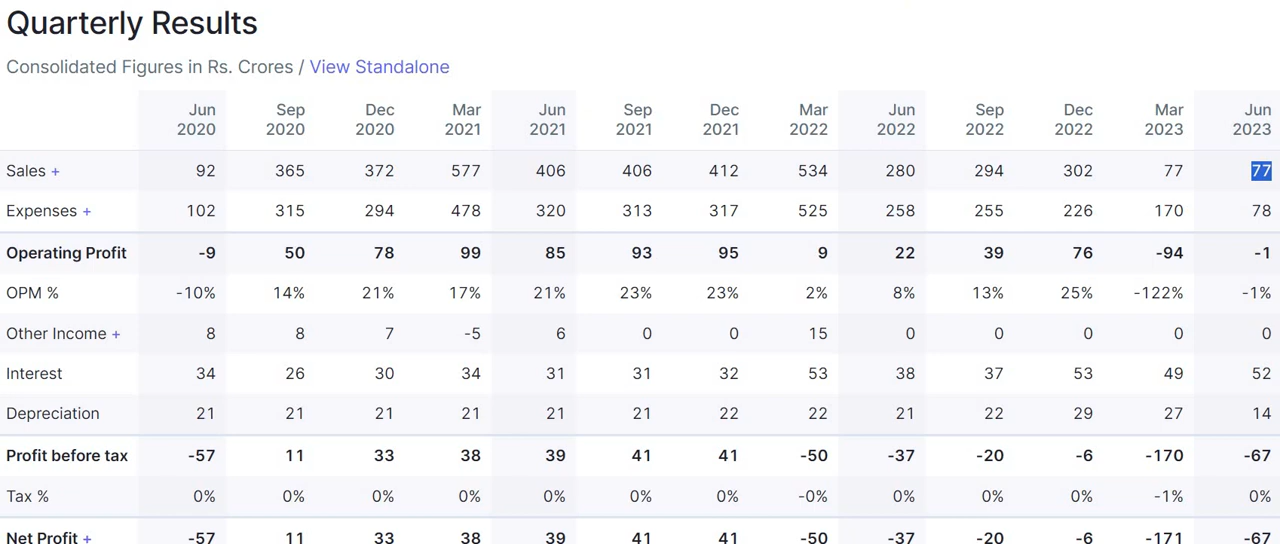 Quarterly Results
Consolidated Figures in Rs. Crores / View Standalone
Jun 2020 Sep 2020 Dec 2020 Mar 2021 Jun 2021 Sep 2021 Dec 2021 Mar 2022 Jun 2022 Sep 2022 Dec 2022 Mar 2023 Jun 2023
Sales + 92 365 372 577 406 406 412 534 280 294 302 77 77
Expenses + 102 315 294 478 320 313 317 525 258 255 226 170 78
Operating Profit -9 50 78 99 85 93 95 9 22 39 76 -94 -1
OPM % -10% 14% 21% 17% 21% 23% 23% 2% 8% 13% 25% -122% -1%
Other Income + 8 8 7 -5 6 0 0 15 0 0 0 0 0
Interest 34 26 30 34 31 31 32 53 38 37 53 49 52
Depreciation 21 21 21 21 21 21 22 22 21 22 29 27 14
Profit before tax -57 11 33 38 39 41 41 -50 -37 -20 -6 -170 -67
Tax % 0% 0% 0% 0% 0% 0% 0% -0% 0% 0% 0% -1% 0%
Net Profit + -57 11 33 38 39 41 41 -50 -37 -20 -6 -171 -67